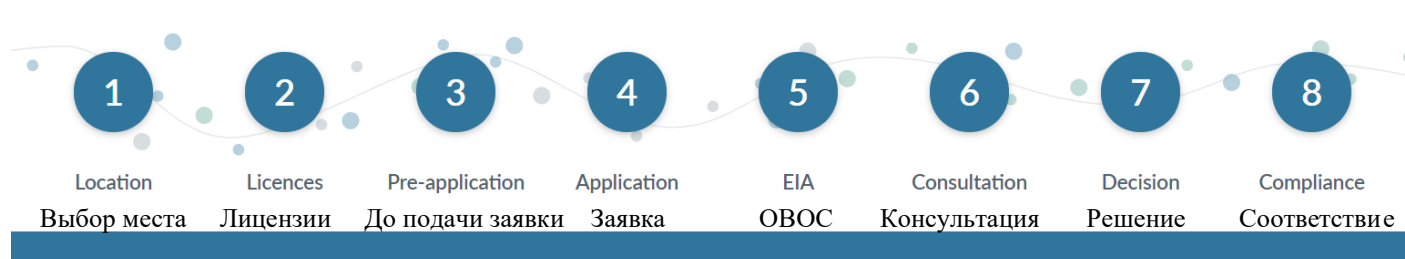 1 2 3 4 5 6 7 8
Location Licences Pre-application Application EIA Consultation Decision Compliance
Выбор места Лицензии До подачи заявки Заявка ОВОС Консультация Решение Соответствие